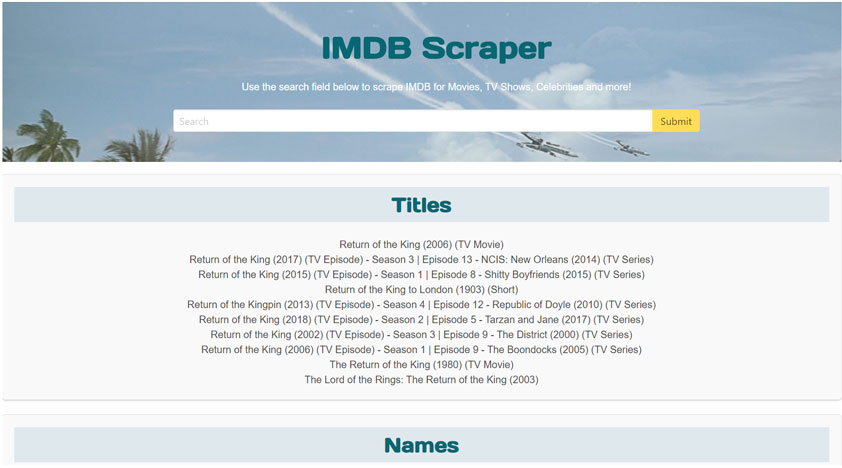 IMDB Scraper
Use the search field below to scrape IMDB for Movies, TV Shows, Celebrities and more!
Search
Submit
Titles
Return of the King (2006) (TV Movie)
Return of the King (2017) (TV Episode) - Season 3 | Episode 13 - NCIS: New Orleans (2014) (TV Series)
Return of the King (2015) (TV Episode) - Season 1 | Episode 8 - Shitty Boyfriends (2015) (TV Series)
Return of the King to London (1903) (Short)
Return of the Kingpin (2013) (TV Episode) - Season 4 | Episode 12 - Republic of Doyle (2010) (TV Series)
Return of the King (2018) (TV Episode) - Season 2 | Episode 5 - Tarzan and Jane (2017) (TV Series)
Return of the King (2002) (TV Episode) - Season 3 | Episode 9 - The District (2000) (TV Series)
Return of the King (2006) (TV Episode) - Season 1 | Episode 9 - The Boondocks (2005) (TV Series)
The Return of the King (1980) (TV Movie)
The Lord of the Rings: The Return of the King (2003)
Names